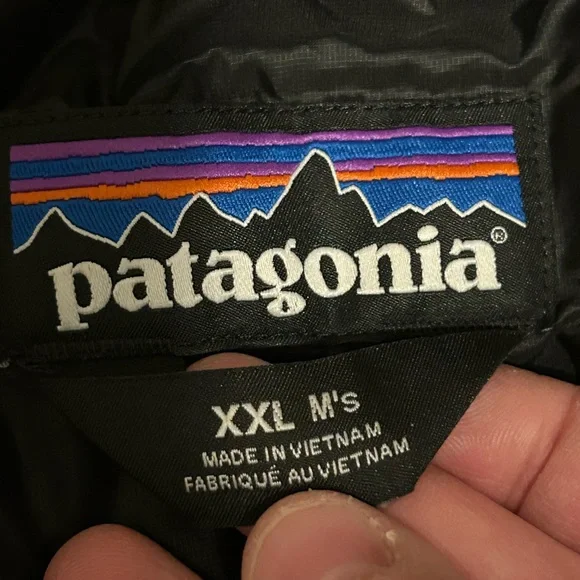 patagonia®
XXL M's
MADE IN VIETNAM
FABRIQUÉ AU VIETNAM